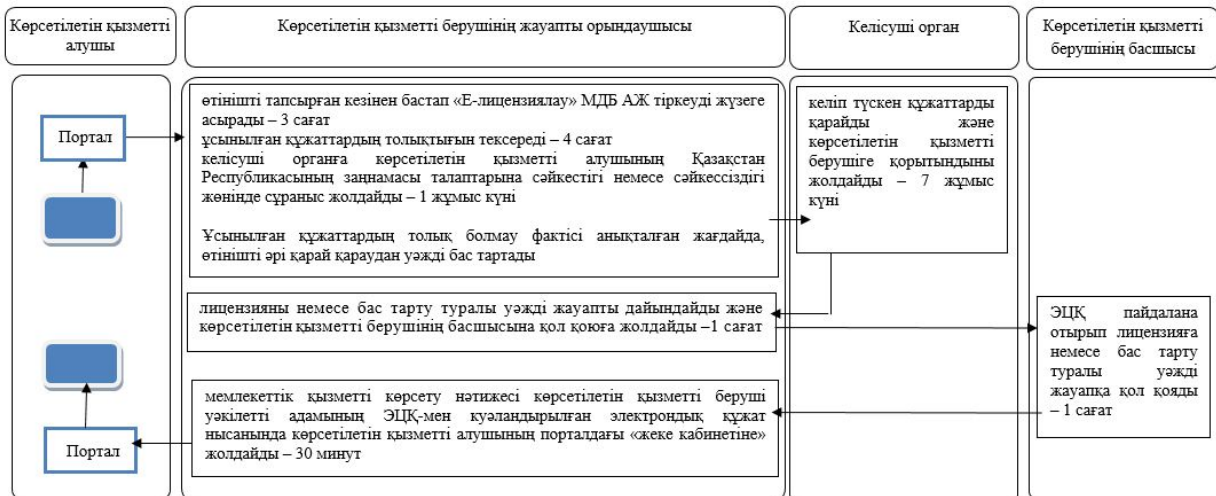 Көрсетілетін қызметті
алушы
Көрсетілетін қызметті берушінің жауапты орындаушысы
Келісуші орган
Көрсетілетін қызметті
берушінің басшысы
Портал
өтінішті тапсырған кезінен бастап «Е-лицензиялау» МДБ АЖ тіркеуді жүзеге
асырады – 3 сағат
ұсынылған құжаттардың толықтығын тексереді – 4 сағат
келісуші органға көрсетілетін қызметті алушының Қазақстан
Республикасының заңнамасы талаптарына сәйкестігі немесе сәйкессіздігі
жөнінде сұраныс жолдайды – 1 жұмыс күні
Ұсынылған құжаттардың толық болмау фактісі анықталған жағдайда,
өтінішті әрі қарай қараудан уәжді бас тартады
келіп түскен құжаттарды
қарайды және
көрсетілетін қызметті
берушіге қорытындыны
жолдайды – 7 жұмыс
күні
лицензияны немесе бас тарту туралы уәжді жауапты дайындайды және
көрсетілетін қызметті берушінің басшысына қол қоюға жолдайды –1 сағат
ЭЦҚ пайдалана
отырып лицензияға
немесе бас тарту
туралы уәжді
жауапқа қол қояды
– 1 сағат
мемлекеттік қызметті көрсету нәтижесі көрсетілетін қызметті беруші
уәкілетті адамының ЭЦҚ-мен куәландырылған электрондық құжат
нысанында көрсетілетін қызметті алушының порталдағы «жеке кабинетіне»
жолдайды – 30 минут
Портал